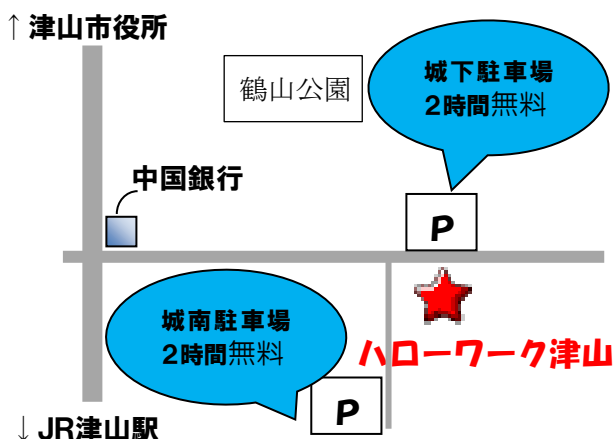 ↑津山市役所
鶴山公園
城下駐車場
2時間無料
中国銀行
P
城南駐車場
2時間無料
ハローワーク津山
P
↓JR津山駅